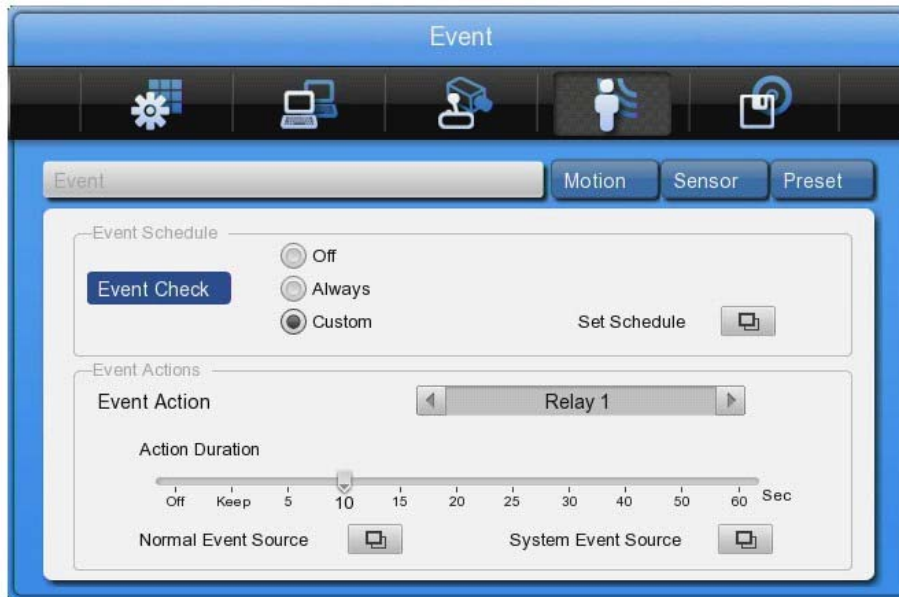 Event
Event Motion Sensor Preset
Event Schedule
Off
Event Check
Always
Custom
Set Schedule
Event Actions
Event Action Relay 1
Action Duration
Off Keep 5 10 15 20 25 30 40 50 60 Sec
Normal Event Source System Event Source